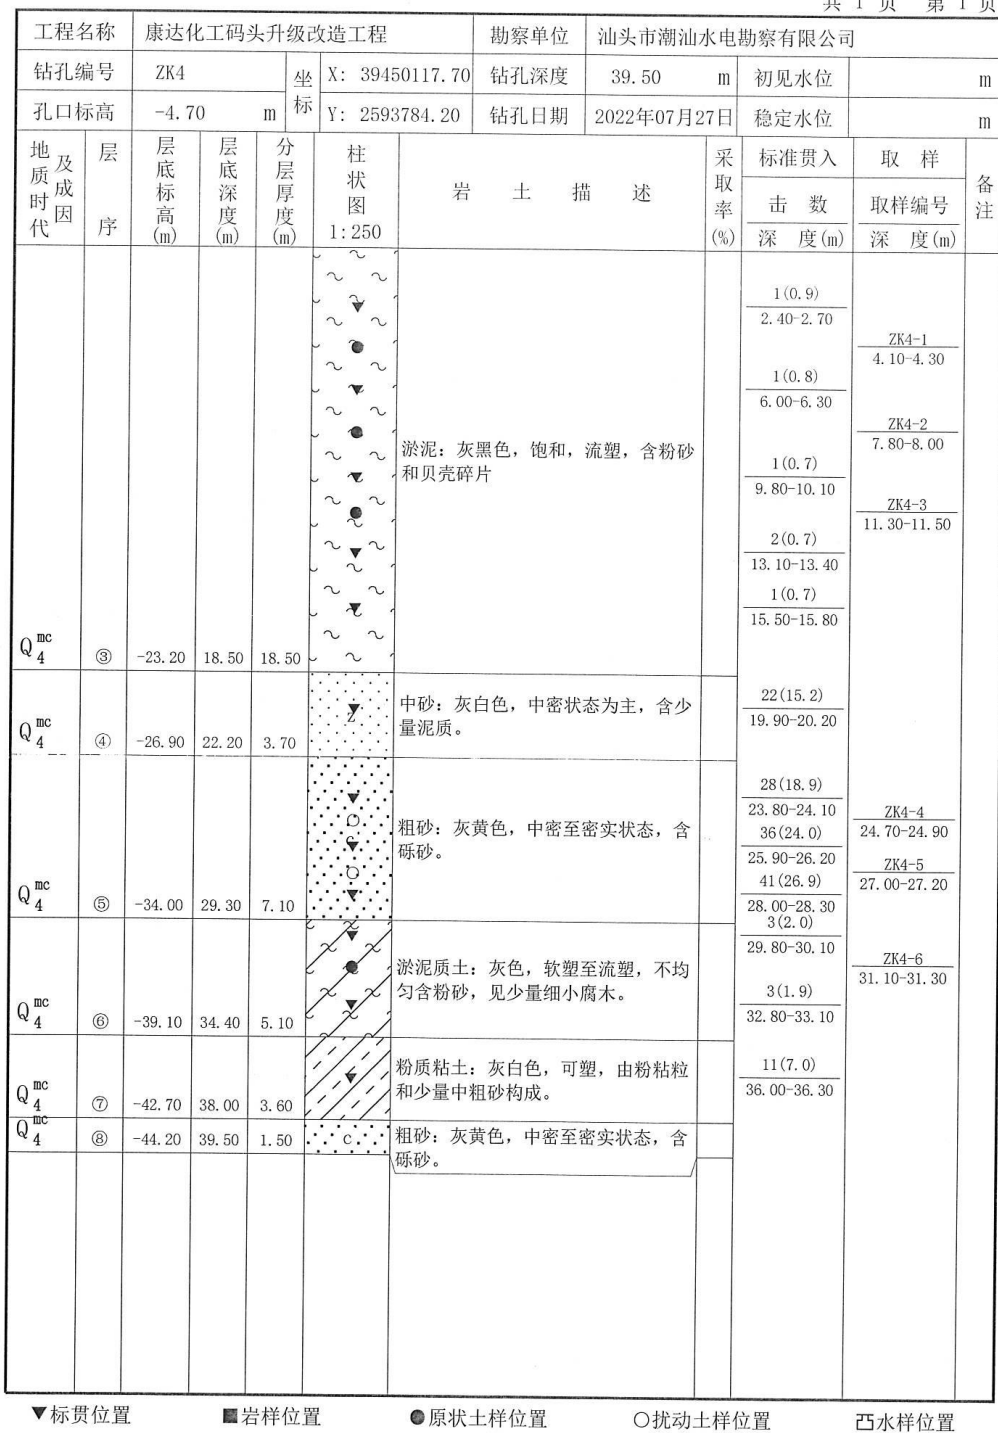 共 1 页 第 1 页
工程名称 康达化工码头升级改造工程 勘察单位 汕头市潮汕水电勘察有限公司
钻孔编号 ZK4 坐标 X: 39450117.70 钻孔深度 39.50 m 初见水位 m
孔口标高 -4.70 m Y: 2593784.20 钻孔日期 2022年07月27日 稳定水位 m
地质时代及成因 层序 层底标高(m) 层底深度(m) 分层厚度(m) 柱状图 1:250 岩土描述 采取率(%) 标准贯入 取样 备注
击数 取样编号
深度(m) 深度(m)
1(0.9)
2.40-2.70
ZK4-1
4.10-4.30
1(0.8)
6.00-6.30
ZK4-2
7.80-8.00
淤泥：灰黑色，饱和，流塑，含粉砂
和贝壳碎片
1(0.7)
9.80-10.10
ZK4-3
11.30-11.50
2(0.7)
13.10-13.40
1(0.7)
15.50-15.80
Q4mc ③ -23.20 18.50 18.50
中砂：灰白色，中密状态为主，含少
量泥质。
22(15.2)
19.90-20.20
Z
Q4mc ④ -26.90 22.20 3.70
28(18.9)
23.80-24.10
ZK4-4
24.70-24.90
粗砂：灰黄色，中密至密实状态，含
砾砂。
C
36(24.0)
25.90-26.20
ZK4-5
27.00-27.20
41(26.9)
28.00-28.30
Q4mc ⑤ -34.00 29.30 7.10
3(2.0)
29.80-30.10
ZK4-6
31.10-31.30
淤泥质土：灰色，软塑至流塑，不均
匀含粉砂，见少量细小腐木。
3(1.9)
32.80-33.10
Q4mc ⑥ -39.10 34.40 5.10
粉质粘土：灰白色，可塑，由粉粘粒
和少量中粗砂构成。
11(7.0)
36.00-36.30
Q4mc ⑦ -42.70 38.00 3.60
Q4mc ⑧ -44.20 39.50 1.50 C 粗砂：灰黄色，中密至密实状态，含
砾砂。
▼标贯位置 ■岩样位置 ●原状土样位置 ○扰动土样位置 凸水样位置